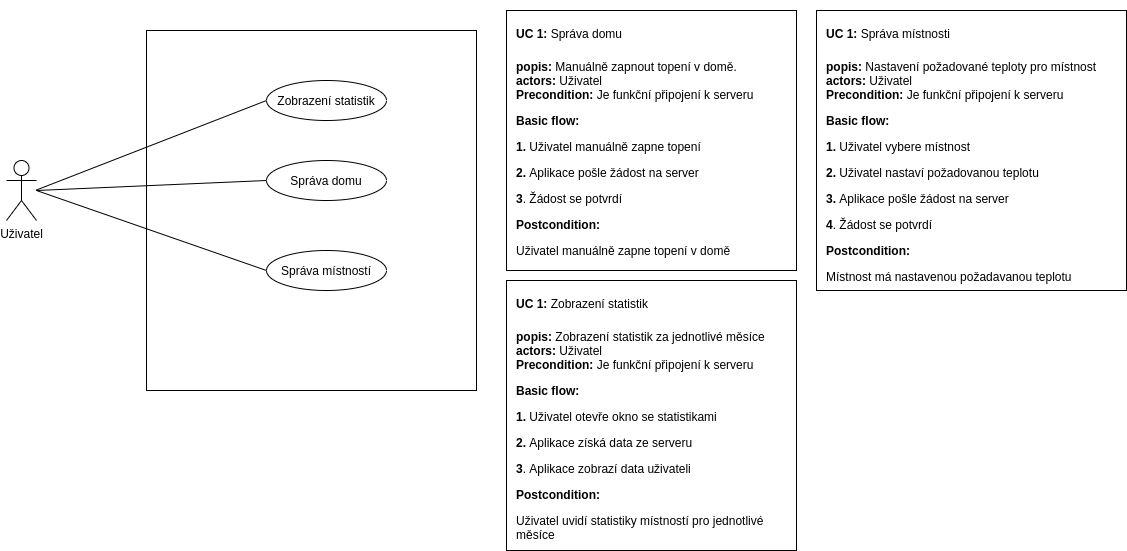 Zobrazení statistik
Správa domu
Uživatel
Správa místností
UC 1: Správa domu
popis: Manuálně zapnout topení v domě.
actors: Uživatel
Precondition: Je funkční připojení k serveru
Basic flow:
1. Uživatel manuálně zapne topení
2. Aplikace pošle žádost na server
3. Žádost se potvrdí
Postcondition:
Uživatel manuálně zapne topení v domě
UC 1: Správa místnosti
popis: Nastavení požadované teploty pro místnost
actors: Uživatel
Precondition: Je funkční připojení k serveru
Basic flow:
1. Uživatel vybere místnost
2. Uživatel nastaví požadovanou teplotu
3. Aplikace pošle žádost na server
4. Žádost se potvrdí
Postcondition:
Místnost má nastavenou požadavanou teplotu
UC 1: Zobrazení statistik
popis: Zobrazení statistik za jednotlivé měsíce
actors: Uživatel
Precondition: Je funkční připojení k serveru
Basic flow:
1. Uživatel otevře okno se statistikami
2. Aplikace získá data ze serveru
3. Aplikace zobrazí data uživateli
Postcondition:
Uživatel uvidí statistiky místností pro jednotlivé
měsíce